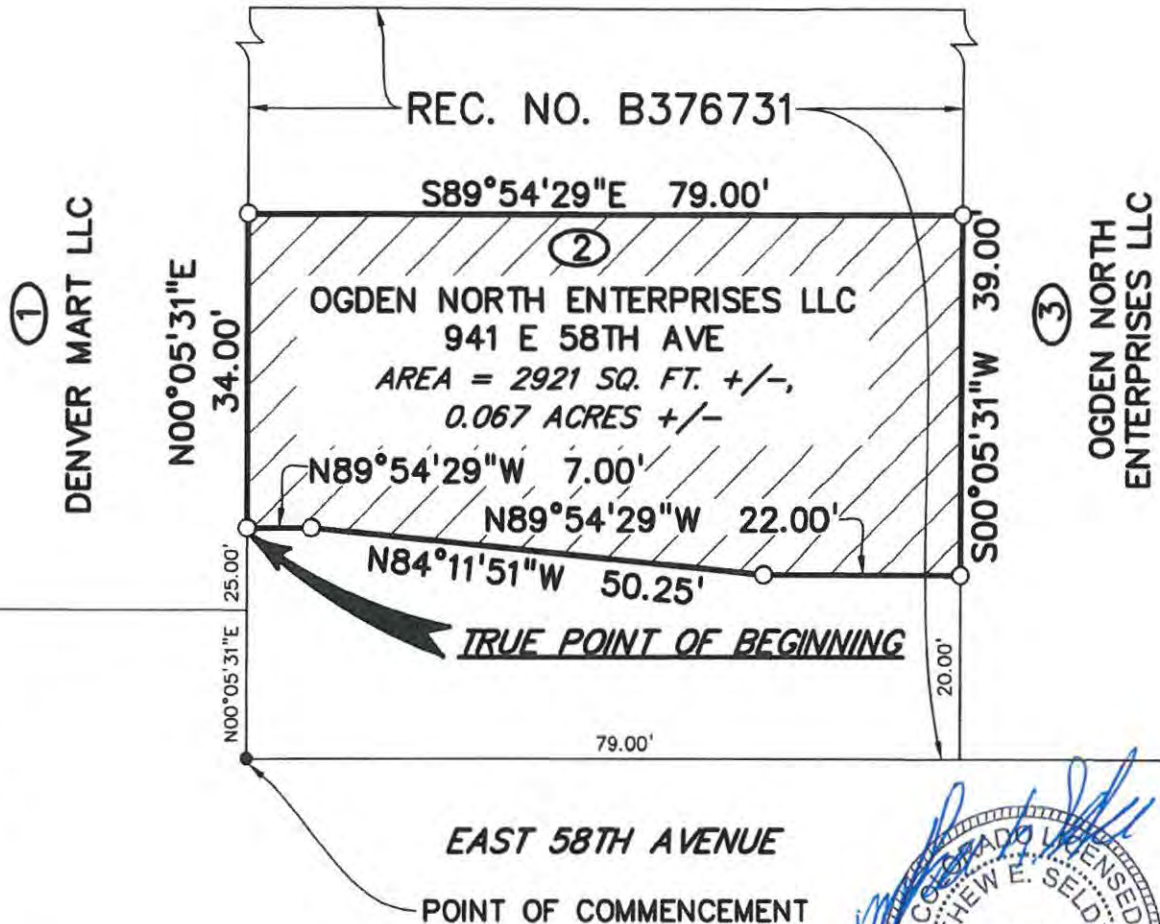 REC. NO. B376731
S89°54'29"E 79.00'
2
OGDEN NORTH ENTERPRISES LLC
941 E 58TH AVE
AREA = 2921 SQ. FT. +/-,
0.067 ACRES +/-
1
DENVER MART LLC
N00°05'31"E
34.00'
S00°05'31"W 39.00'
3
OGDEN NORTH
ENTERPRISES LLC
N89°54'29"W 7.00'
N89°54'29"W 22.00'
N84°11'51"W 50.25'
TRUE POINT OF BEGINNING
N00°05'31"E 25.00'
20.00'
79.00'
EAST 58TH AVENUE
POINT OF COMMENCEMENT
COLORADO LICENSED